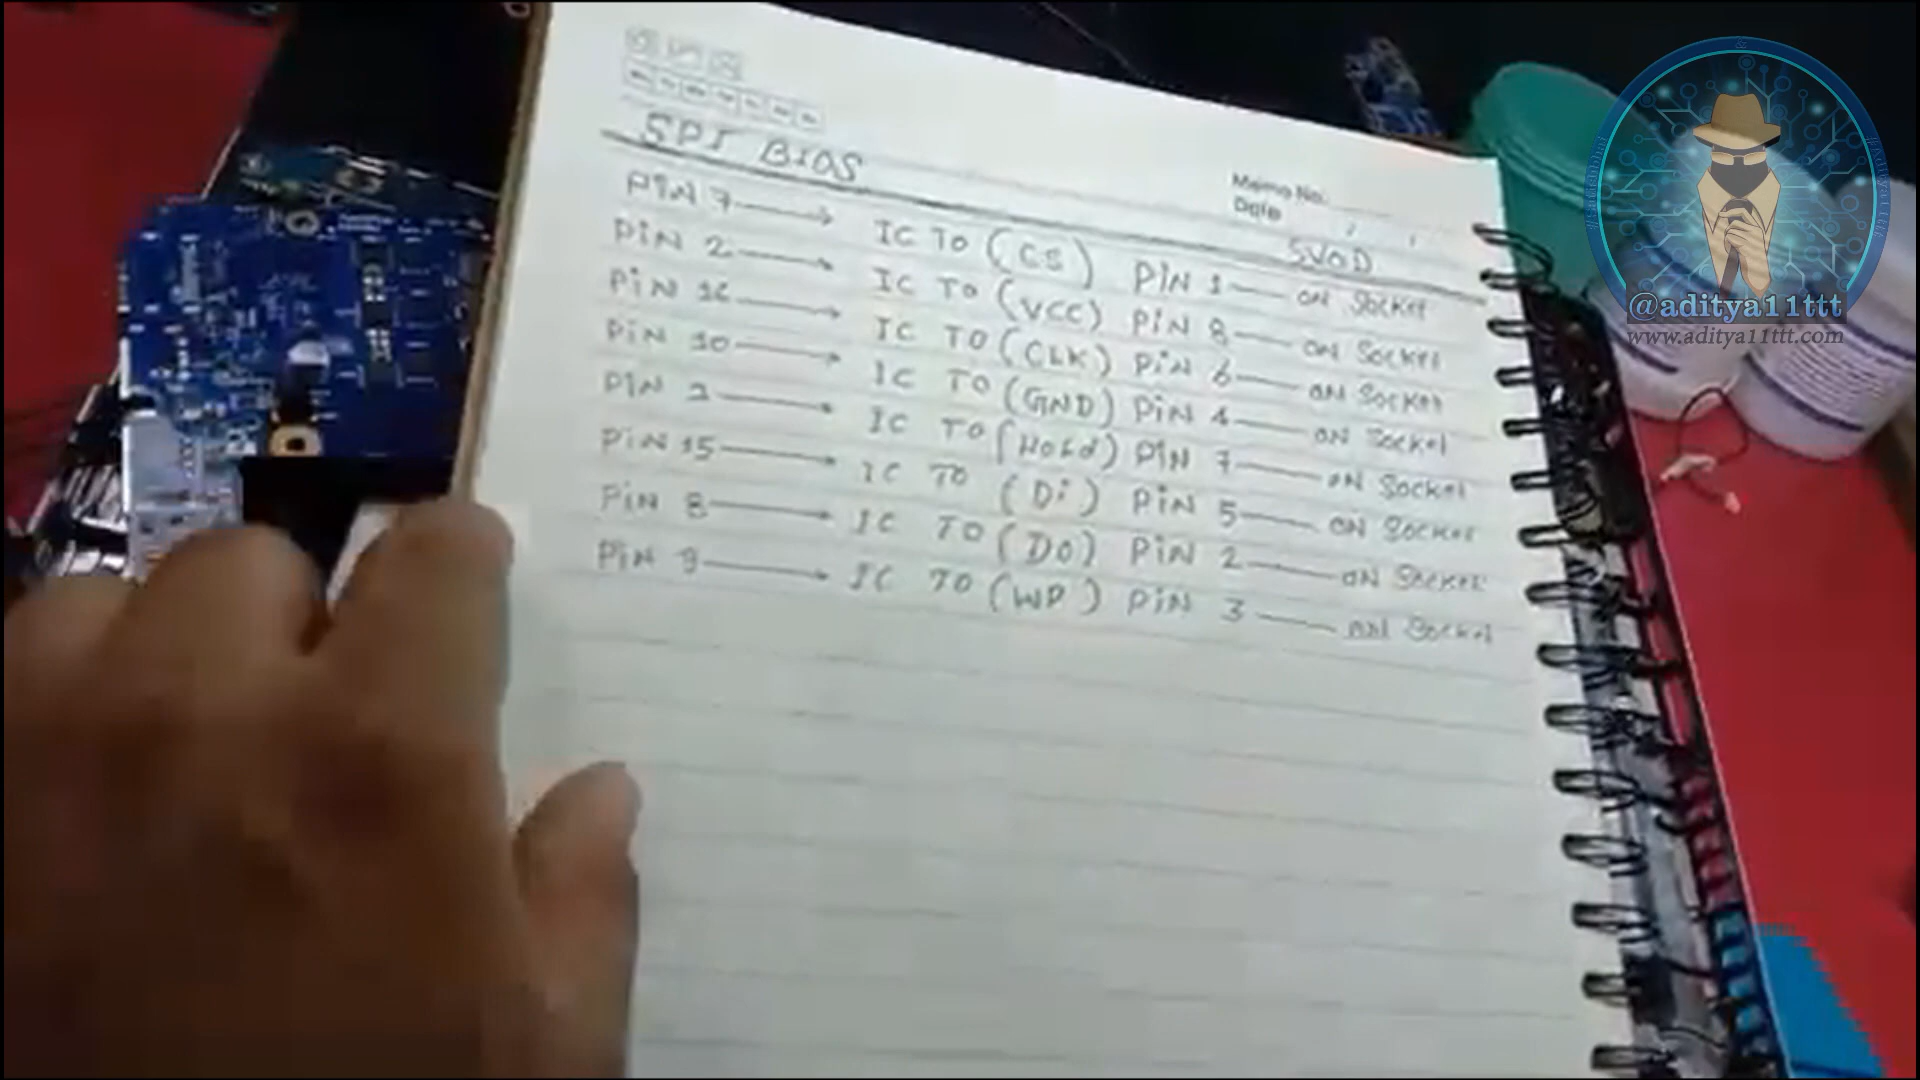 SPI BIOS
Memo No.
Date
SVOD
PiN 7 → IC TO (CS) PiN 1 — ON SOCKET
PiN 2 → IC TO (VCC) PiN 8 — ON SOCKET
PiN 16 → IC TO (CLK) PiN 6 — ON SOCKET
PiN 10 → IC TO (GND) PiN 4 — ON SOCKET
PiN 1 → IC TO (HOLD) PiN 7 — ON SOCKET
PiN 15 → IC TO (Di) PiN 5 — ON SOCKET
PiN 8 → IC TO (DO) PiN 2 — ON SOCKET
PiN 9 → IC TO (WP) PiN 3 — ON SOCKET
@aditya11ttt
www.aditya11ttt.com